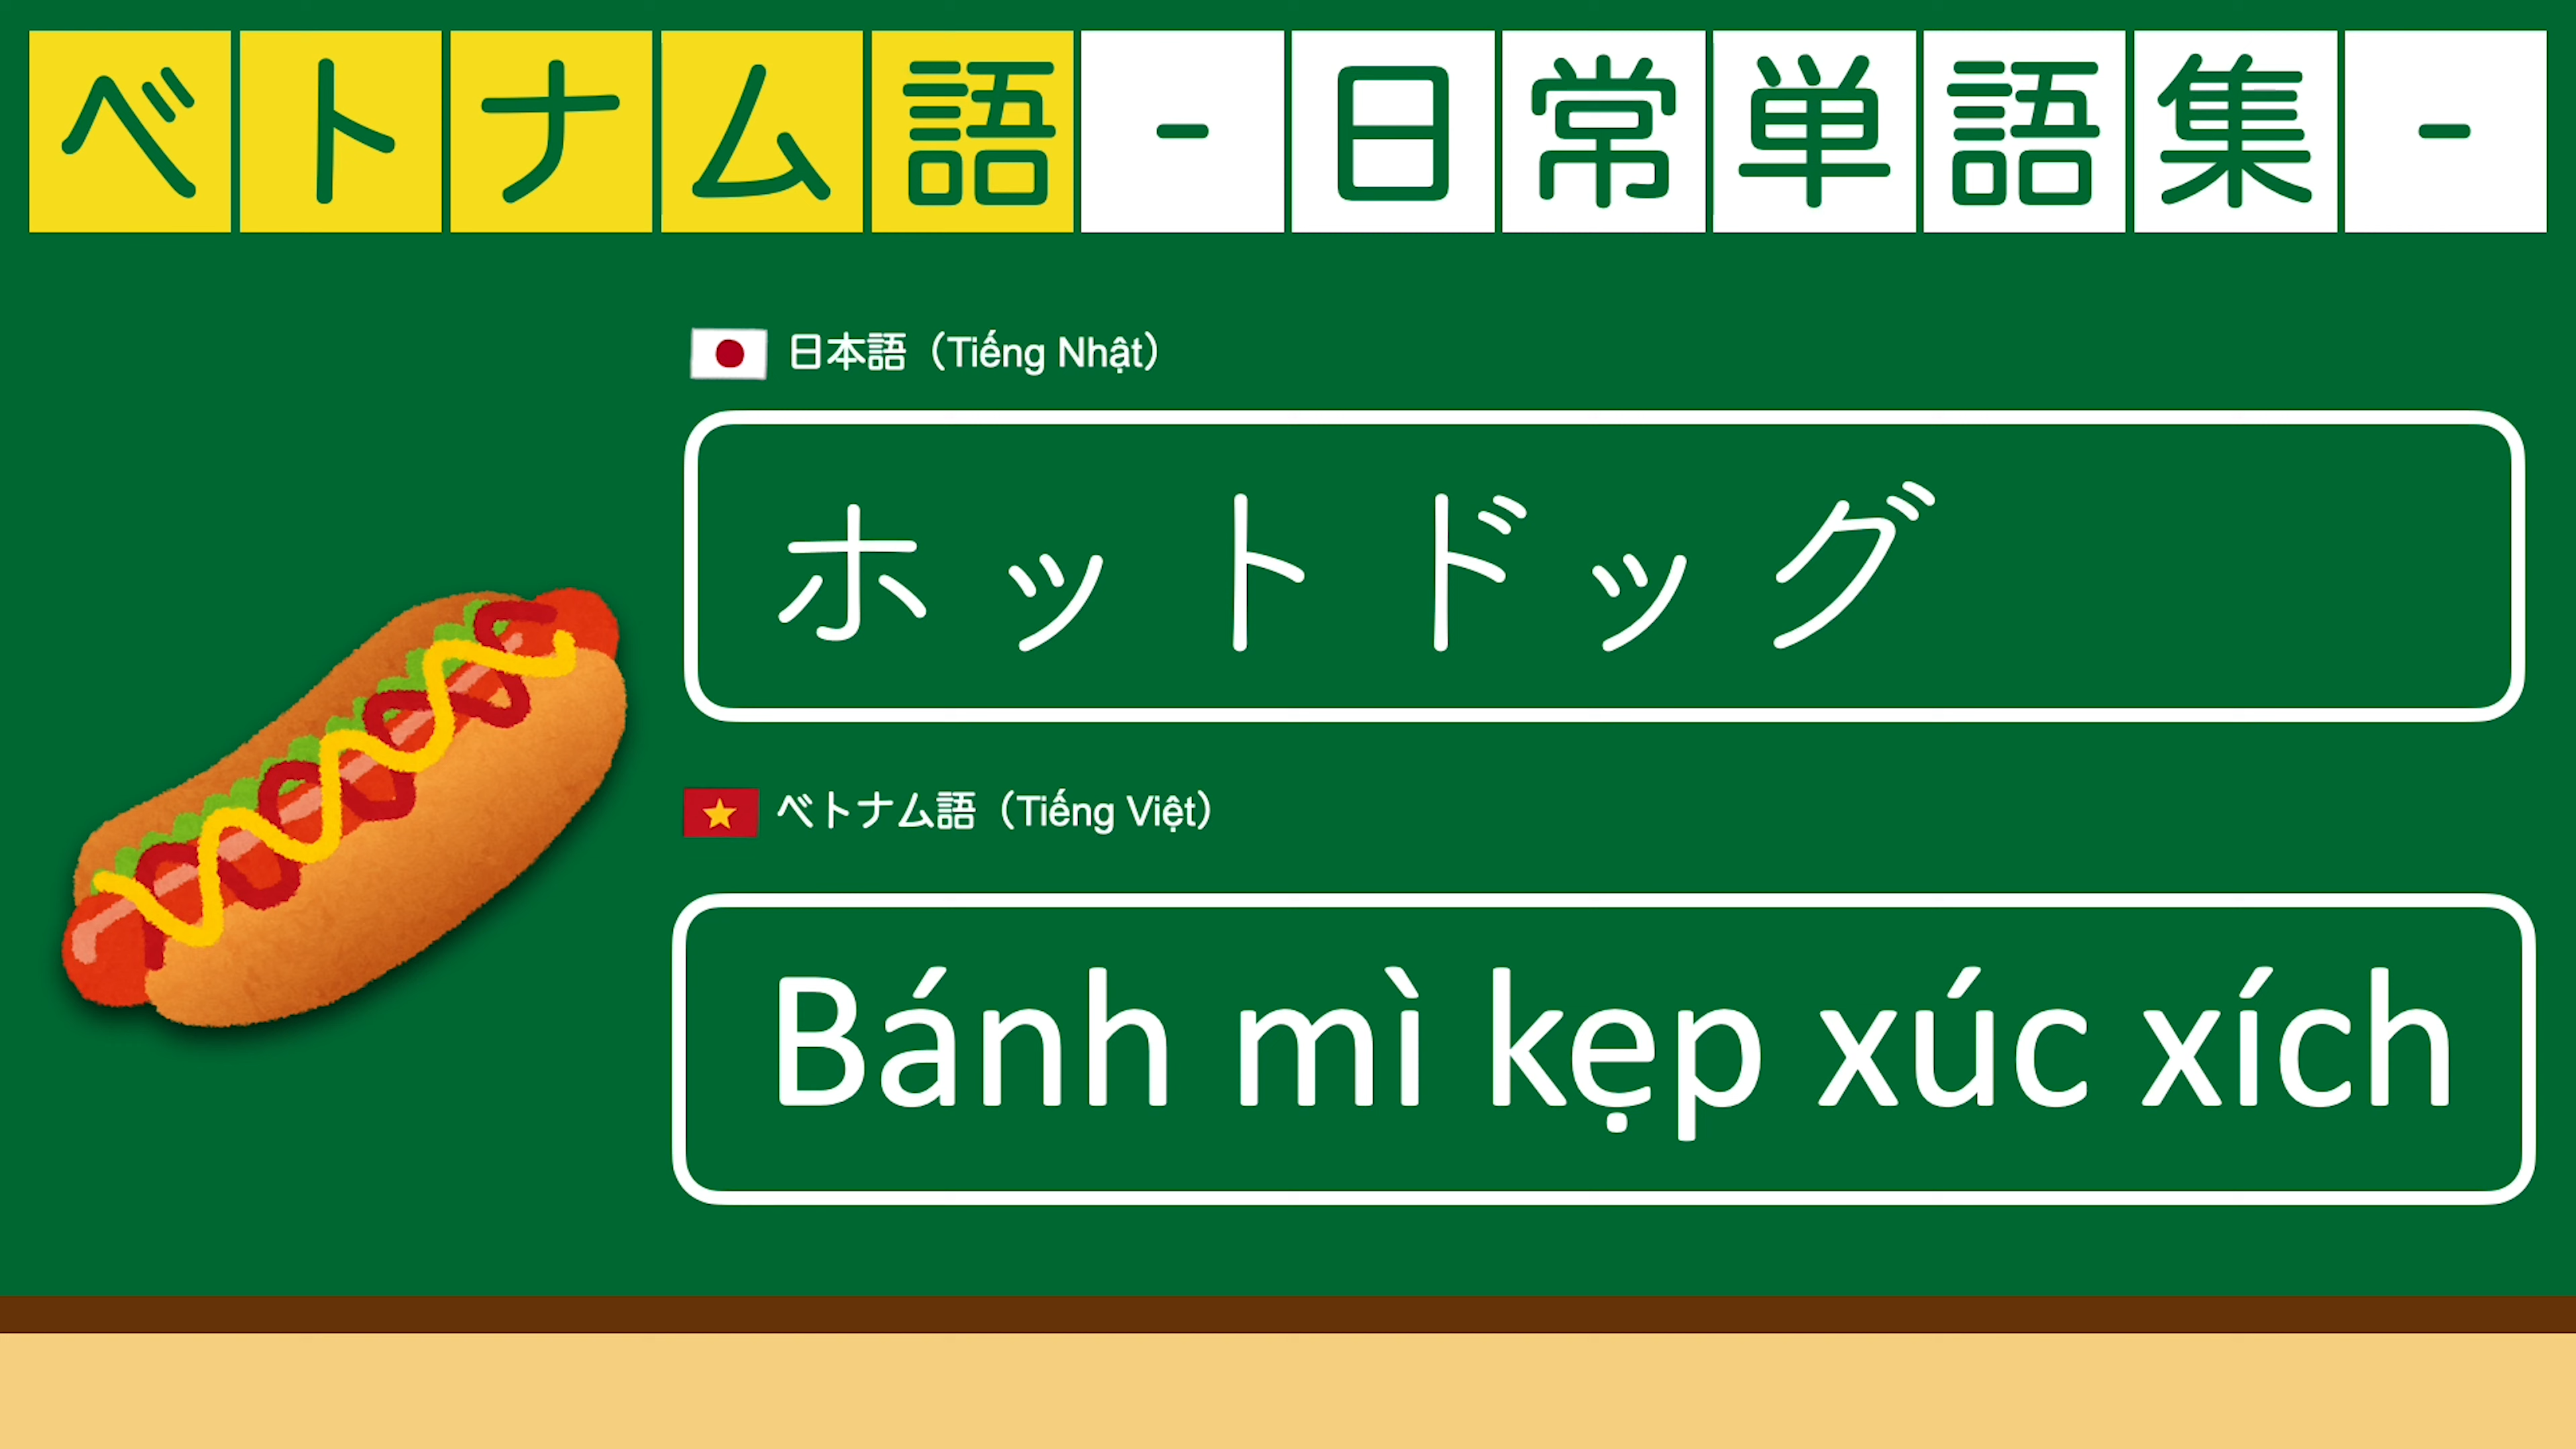 ベトナム語-日常単語集-
日本語（Tiếng Nhật）
ホットドッグ
ベトナム語（Tiếng Việt）
Bánh mì kẹp xúc xích